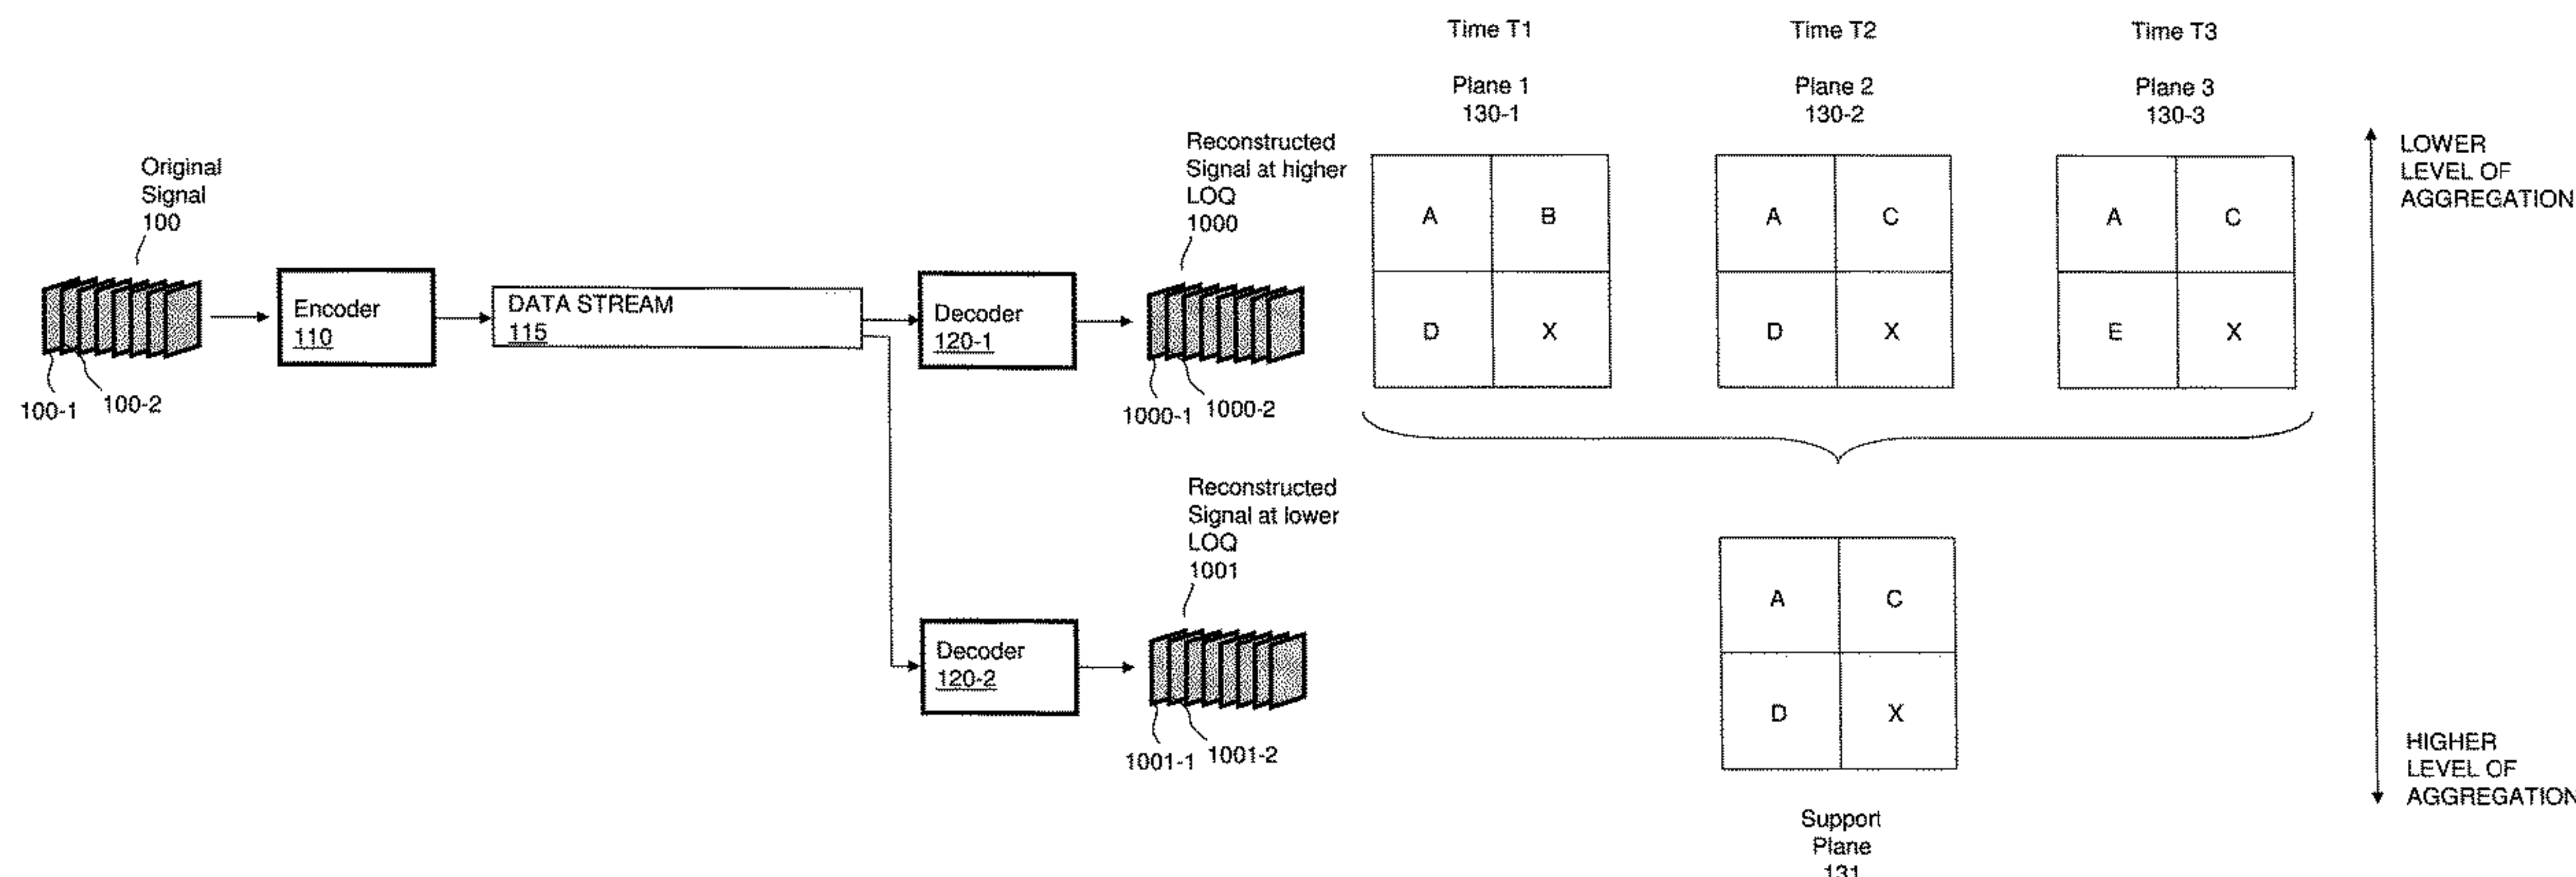 Original
Signal
100
100-1
100-2
Encoder
110
DATA STREAM
115
Decoder
120-1
Reconstructed
Signal at higher
LOQ
1000
1000-1
1000-2
Decoder
120-2
Reconstructed
Signal at lower
LOQ
1001
1001-1
1001-2
Time T1
Plane 1
130-1
A B
D X
Time T2
Plane 2
130-2
A C
D X
Time T3
Plane 3
130-3
A C
E X
A C
D X
Support
Plane
131
LOWER
LEVEL OF
AGGREGATION
HIGHER
LEVEL OF
AGGREGATION